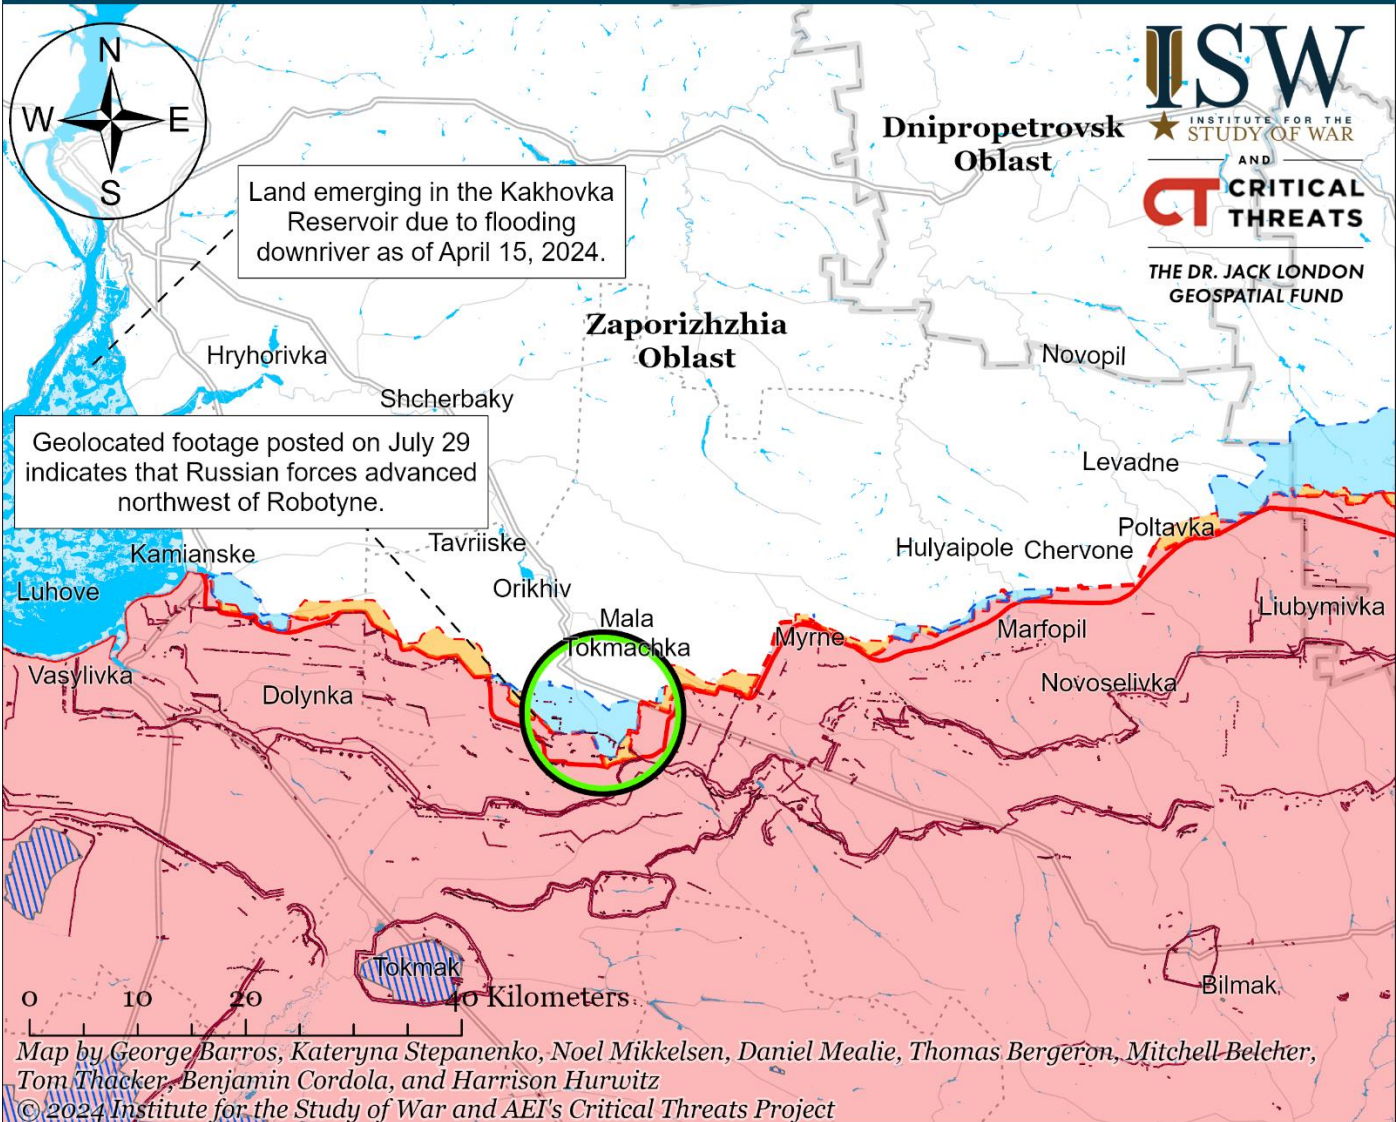 N
W
E
S
ISW
INSTITUTE FOR THE
STUDY OF WAR
AND
CT CRITICAL
THREATS
THE DR. JACK LONDON
GEOSPATIAL FUND
Dnipropetrovsk
Oblast
Land emerging in the Kakhovka
Reservoir due to flooding
downriver as of April 15, 2024.
Zaporizhzhia
Oblast
Hryhorivka
Novopil
Shcherbaky
Geolocated footage posted on July 29
indicates that Russian forces advanced
northwest of Robotyne.
Levadne
Poltavka
Kamianske
Tavriiske
Hulyaipole
Chervone
Luhove
Orikhiv
Liubymivka
Mala
Tokmachka
Myrne
Marfopil
Vasylivka
Dolynka
Novoselivka
Tokmak
Bilmak
0 10 20 40 Kilometers
Map by George Barros, Kateryna Stepanenko, Noel Mikkelsen, Daniel Mealie, Thomas Bergeron, Mitchell Belcher,
Tom Thacker, Benjamin Cordola, and Harrison Hurwitz
© 2024 Institute for the Study of War and AEI's Critical Threats Project